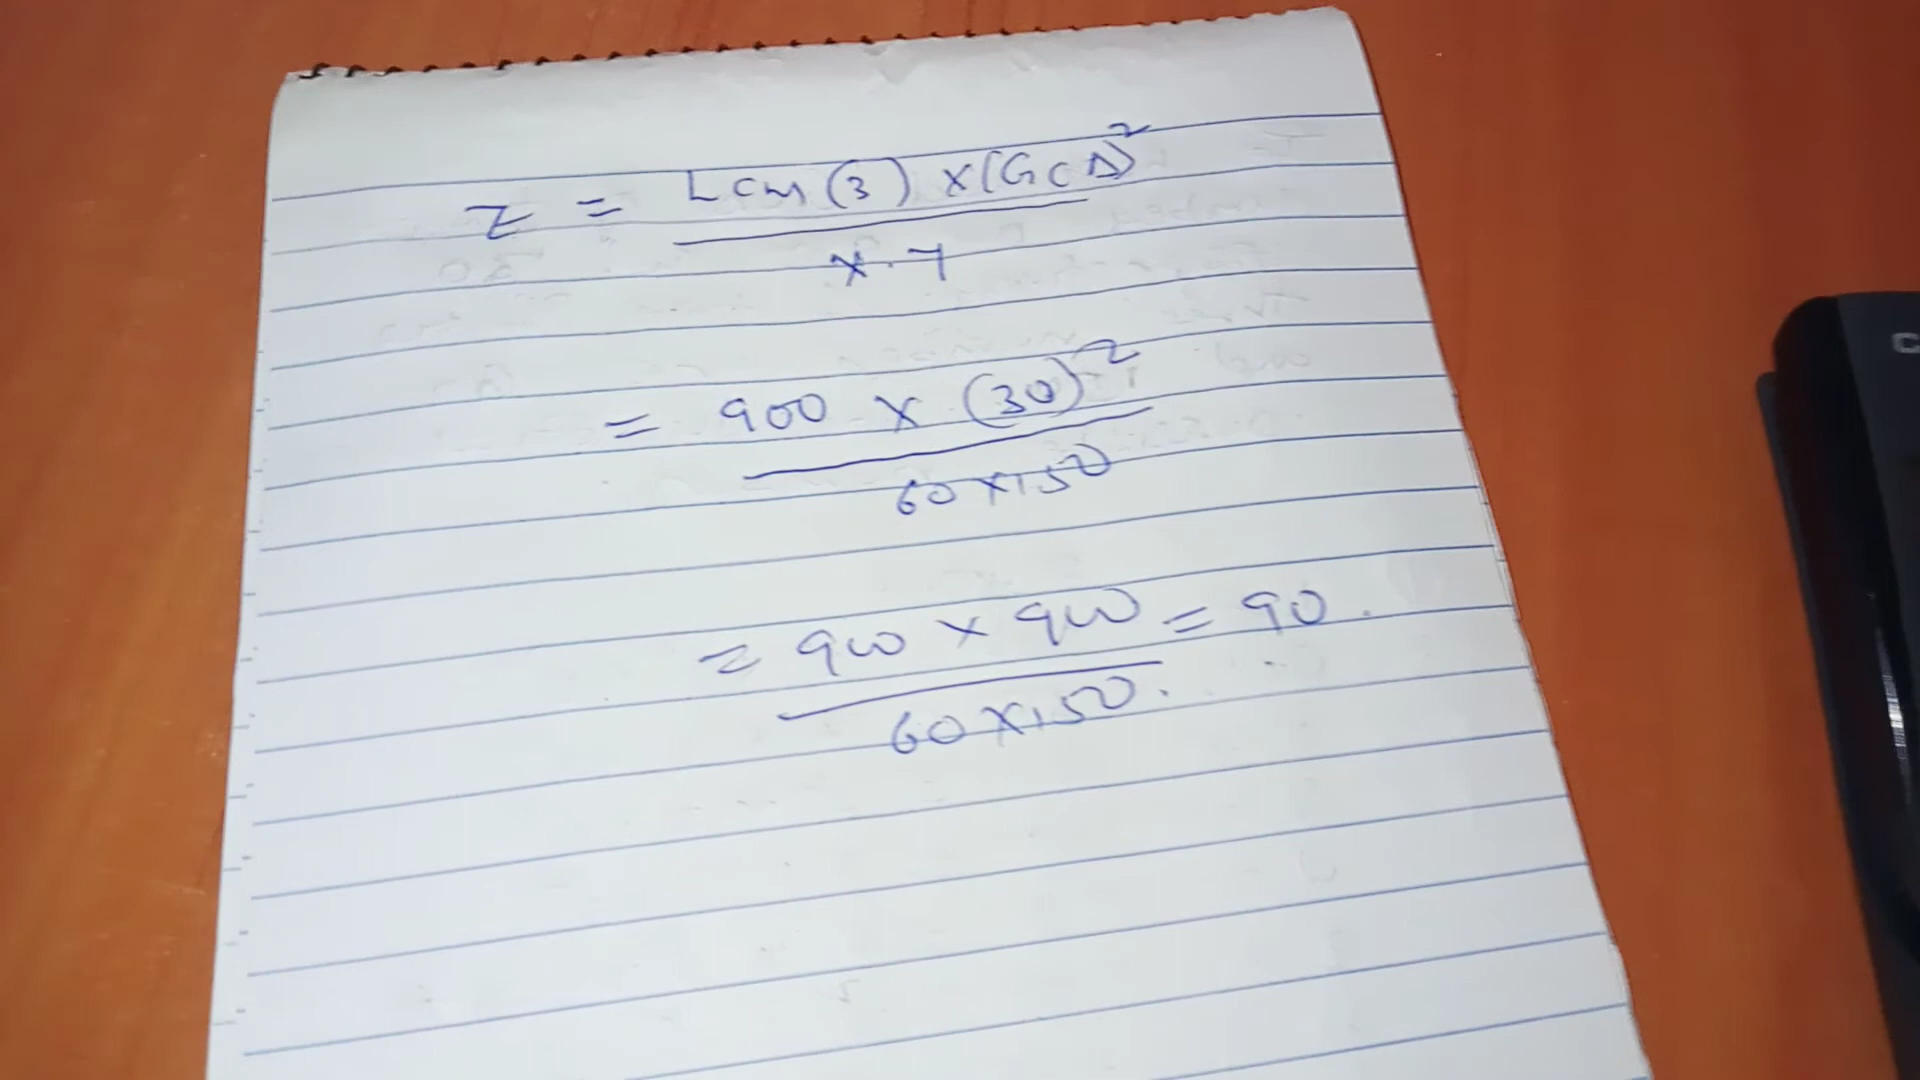 Z = LCM (3) × (GCD)²
X . Y
= 900 × (30)²
60 × 150
= 900 × 900 = 90 .
60 × 150 .